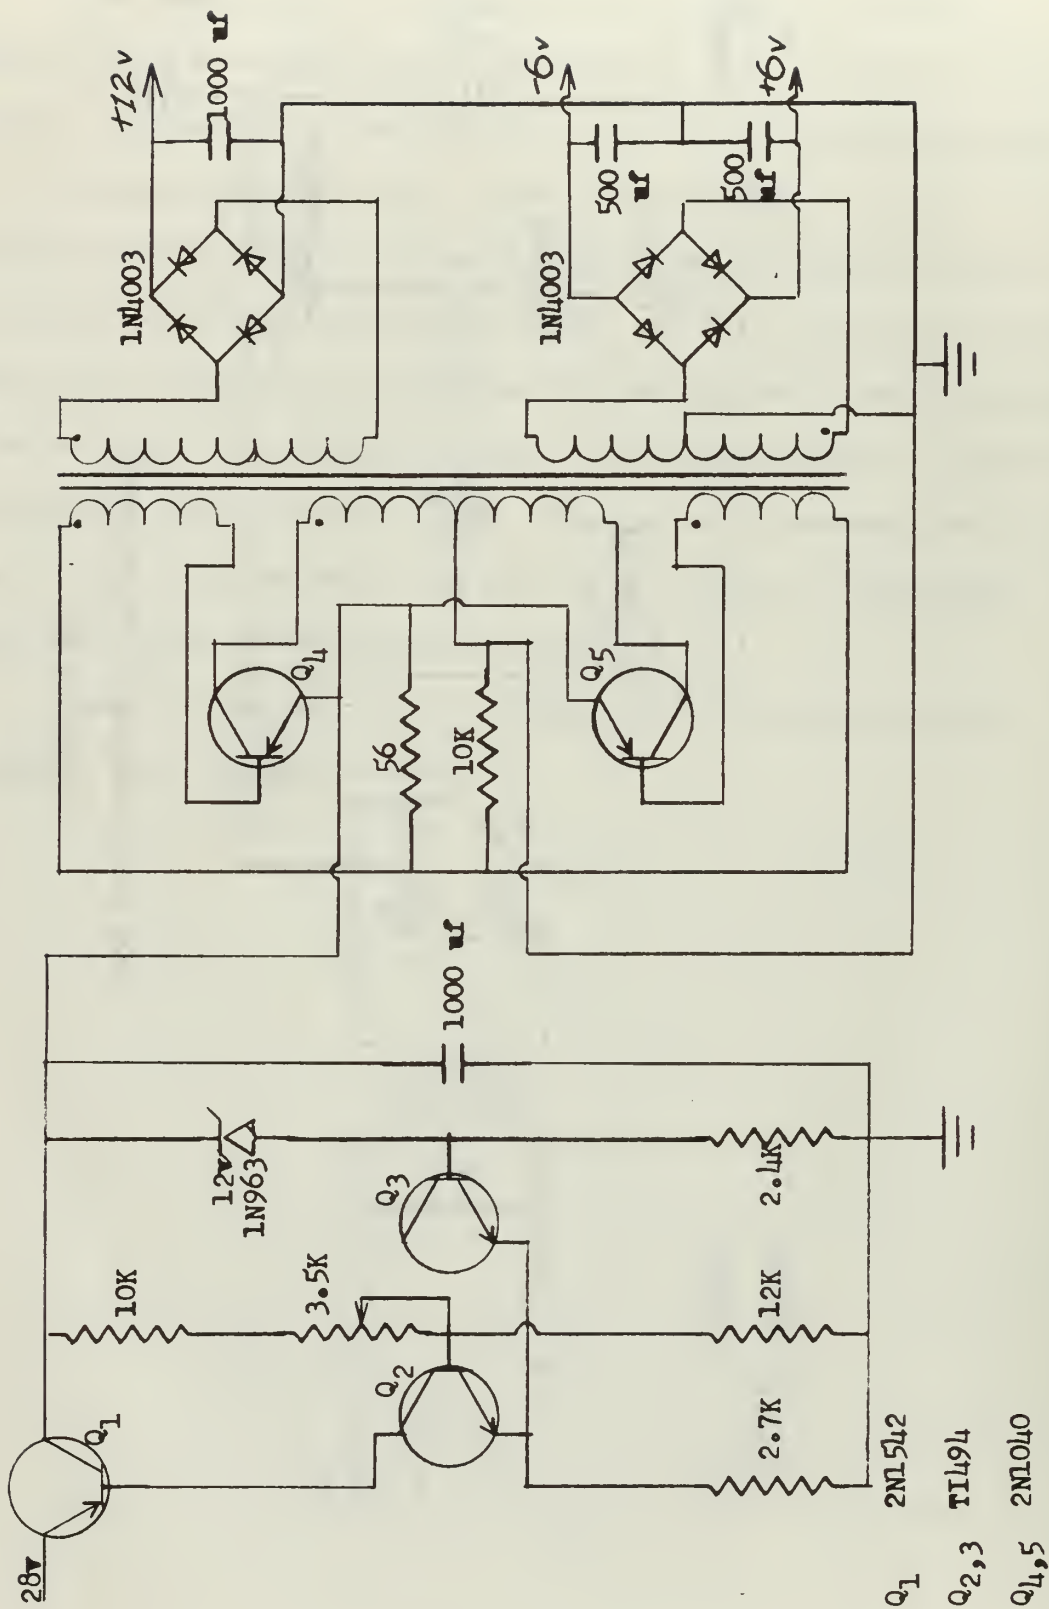 28v
Q1
10K
3.5K
Q2
2.7K
12K
12v
1N963
Q3
2.4K
1000 uf
56
10K
Q4
Q5
1N4003
+12v
1000 uf
1N4003
-6v
500
uf
500
uf
+6v
Q1 2N1542
Q2,3 TI494
Q4,5 2N1040